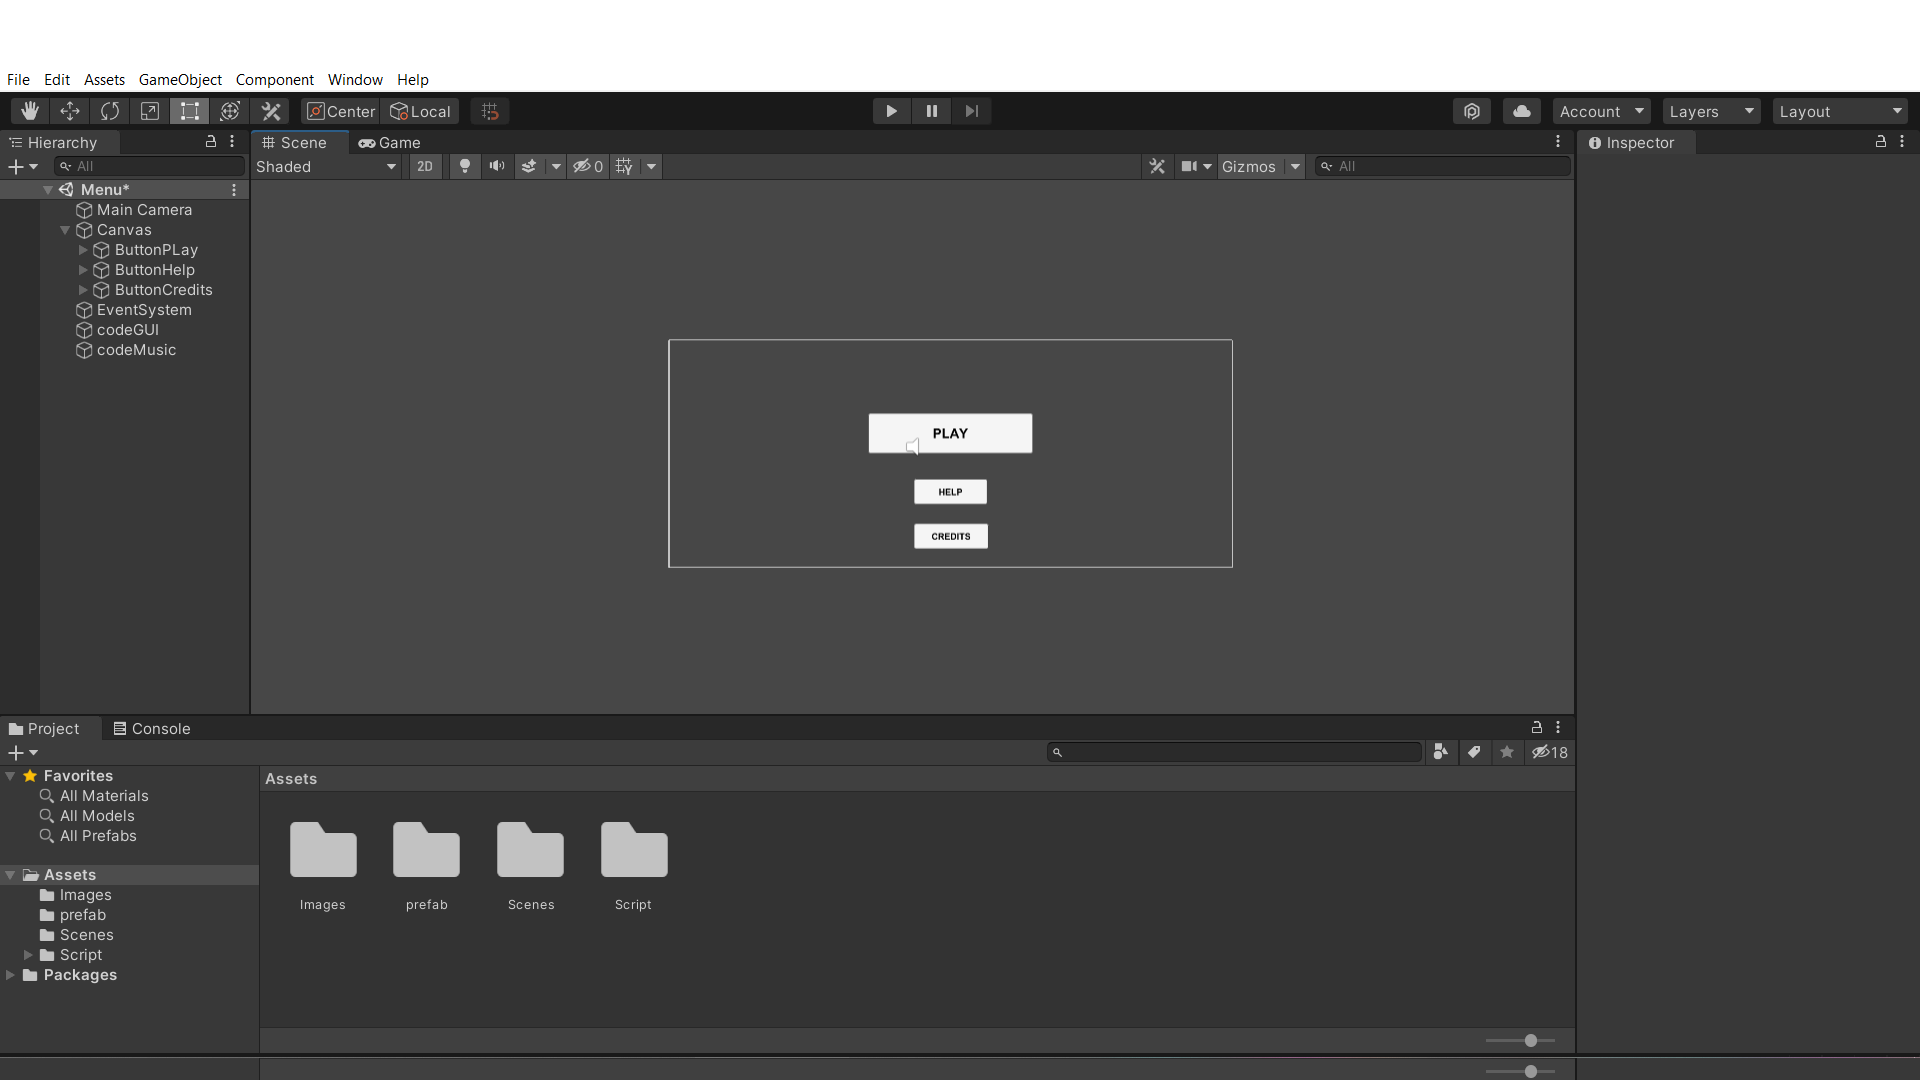 File Edit Assets GameObject Component Window Help
Center Local Account Layers Layout
Hierarchy
All
Menu*
Main Camera
Canvas
ButtonPLay
ButtonHelp
ButtonCredits
EventSystem
codeGUI
codeMusic
Scene Game
Shaded 2D 0 Gizmos All
PLAY
HELP
CREDITS
Inspector
Project Console
18
Favorites
All Materials
All Models
All Prefabs
Assets
Images
prefab
Scenes
Script
Packages
Assets
Images prefab Scenes Script